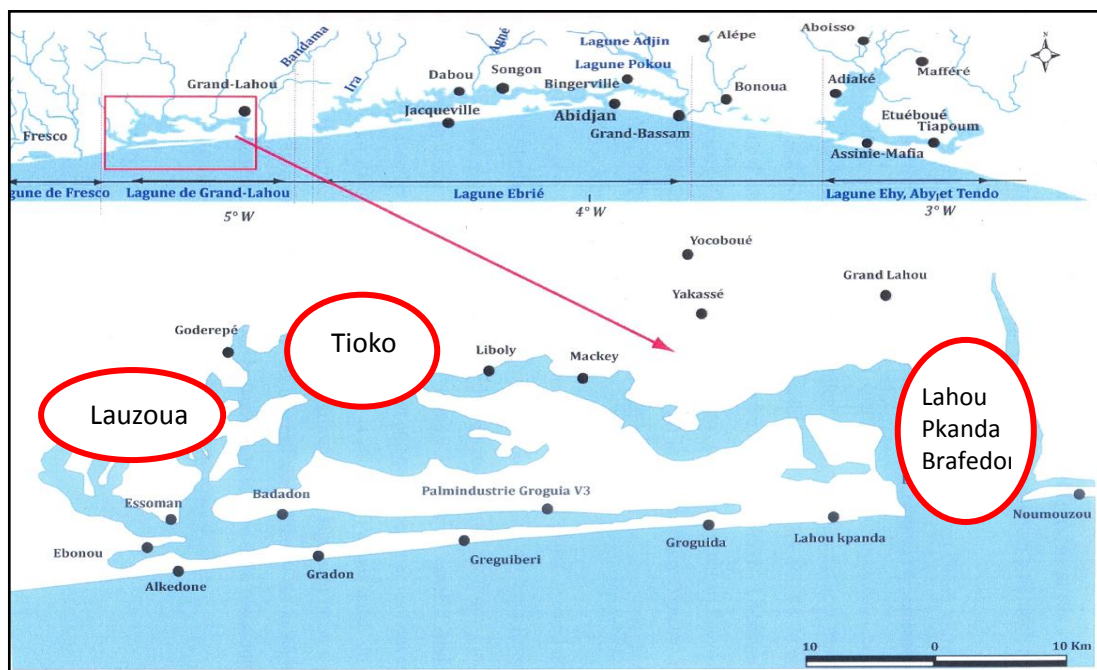 Aboisso
Alépe
Lagune Adjin
Bandama
Agné
Mafféré
Lagune Pokou
Ira
Dabou
Songon
Bingerville
Adiaké
Grand-Lahou
Bonoua
Jacqueville
Abidjan
Etuéboué
Fresco
Grand-Bassam
Tiapoum
Assinie-Mafia
gune de Fresco
Lagune de Grand-Lahou
Lagune Ebrié
Lagune Ehy, Aby,et Tendo
5° W
4° W
3° W
Yocoboué
Grand Lahou
Yakassé
Goderepé
Tioko
Liboly
Mackey
Lauzoua
Lahou
Pkanda
Brafedor
Essoman
Badadon
Palmindustrie Groguia V3
Noumouzou
Ebonou
Greguiberi
Groguida
Lahou kpanda
Alkedone
Gradon
10
0
10 Km